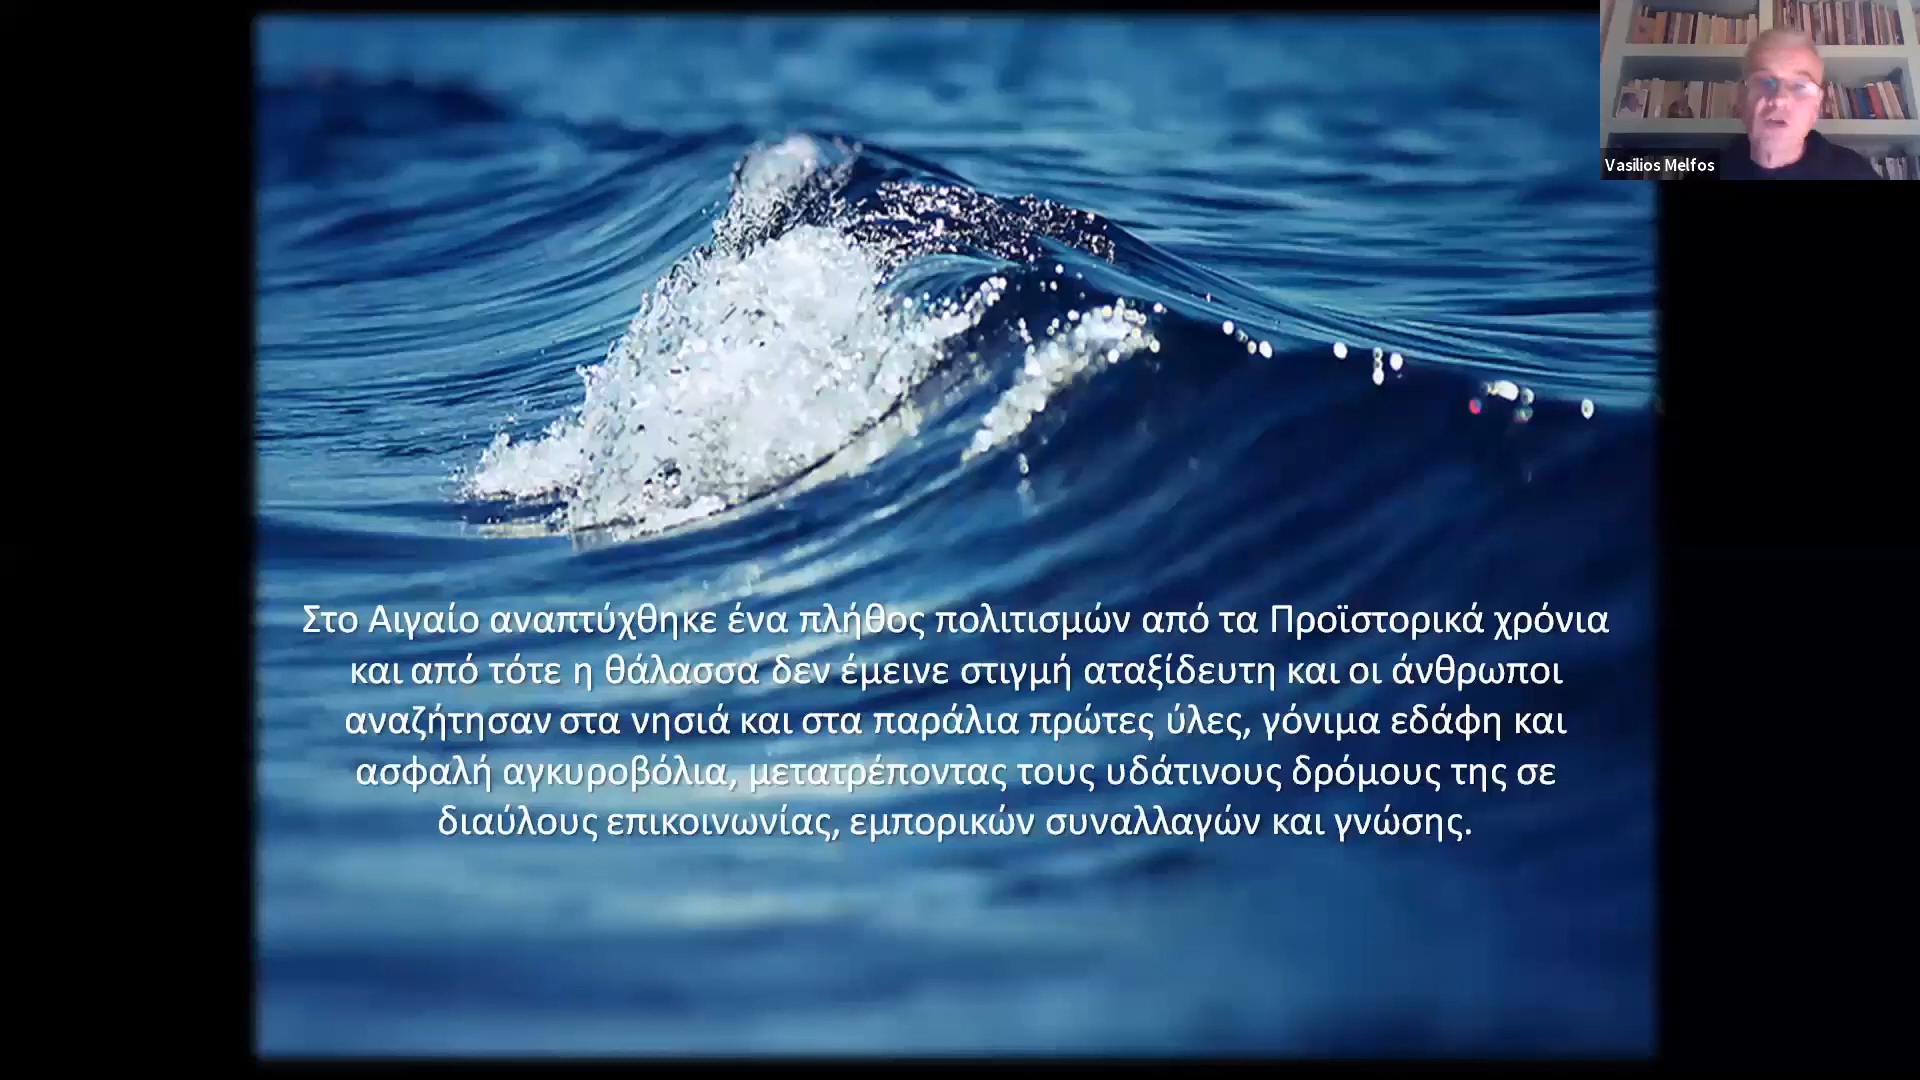 Vasilios Melfos
Στο Αιγαίο αναπτύχθηκε ένα πλήθος πολιτισμών από τα Προϊστορικά χρόνια
και από τότε η θάλασσα δεν έμεινε στιγμή αταξίδευτη και οι άνθρωποι
αναζήτησαν στα νησιά και στα παράλια πρώτες ύλες, γόνιμα εδάφη και
ασφαλή αγκυροβόλια, μετατρέποντας τους υδάτινους δρόμους της σε
διαύλους επικοινωνίας, εμπορικών συναλλαγών και γνώσης.